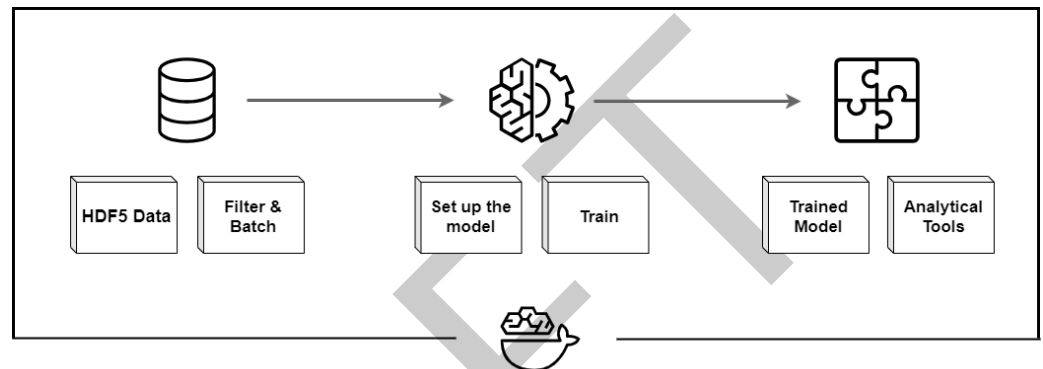 HDF5 Data
Filter &
Batch
Set up the
model
Train
Trained
Model
Analytical
Tools